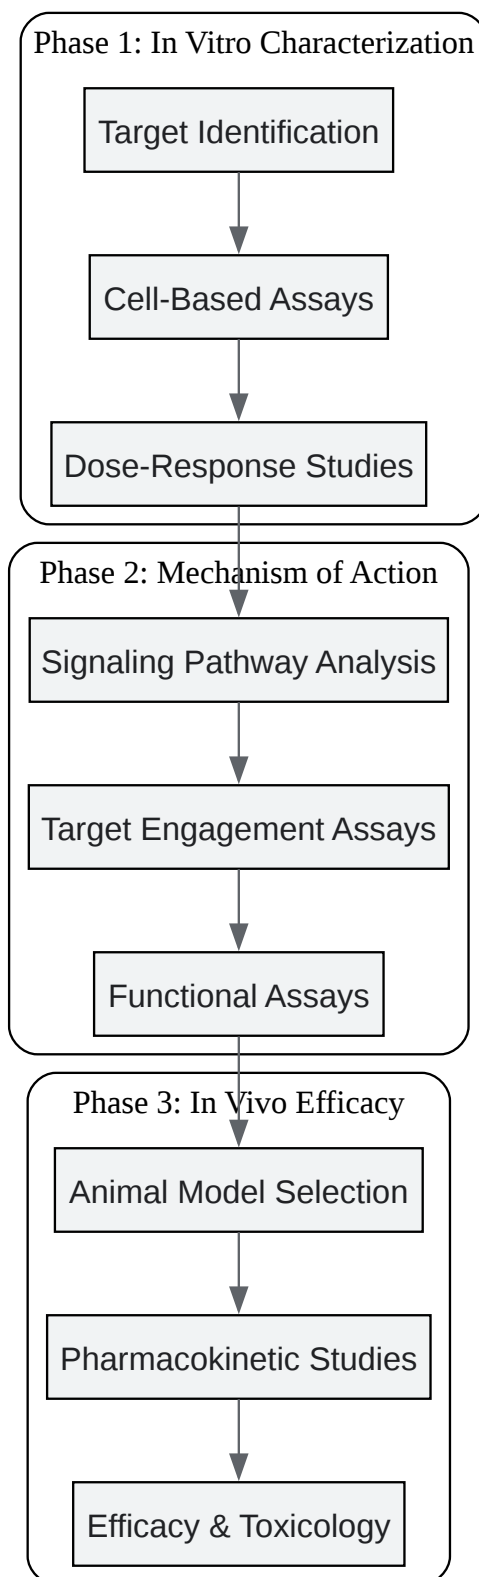 Phase 1: In Vitro Characterization
Target Identification
Cell-Based Assays
Dose-Response Studies
Phase 2: Mechanism of Action
Signaling Pathway Analysis
Target Engagement Assays
Functional Assays
Phase 3: In Vivo Efficacy
Animal Model Selection
Pharmacokinetic Studies
Efficacy & Toxicology